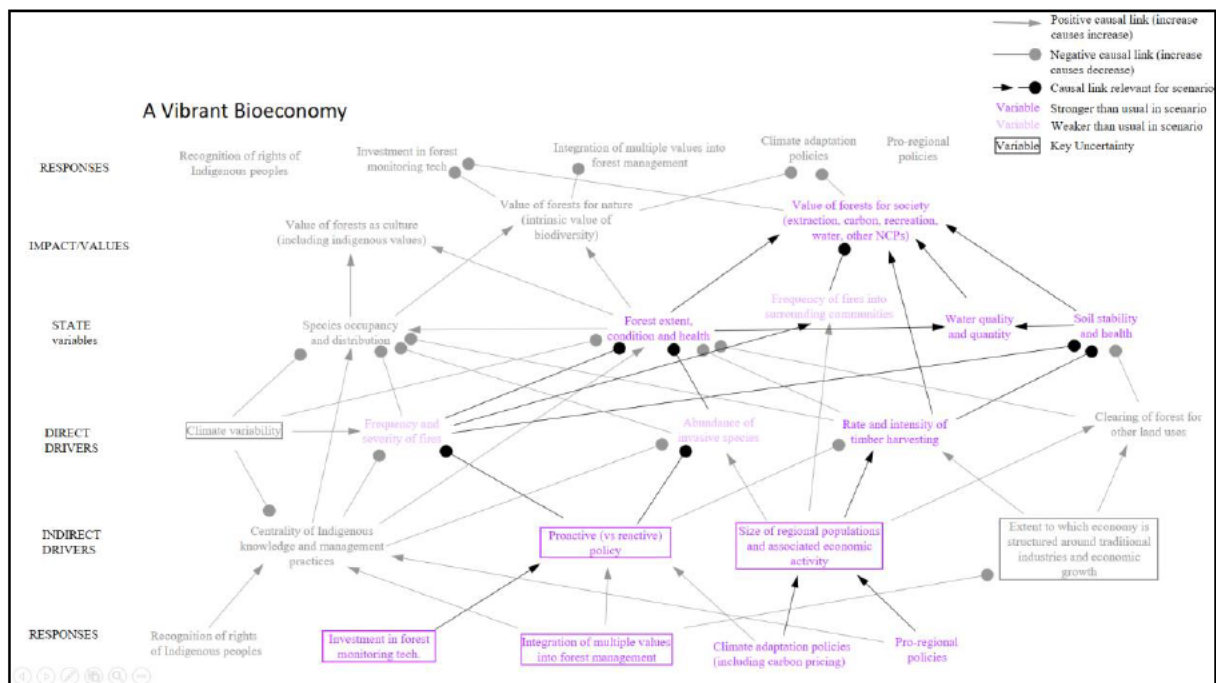 Positive causal link (increase
causes increase)
Negative causal link (increase
causes decrease)
Causal link relevant for scenario
Variable Stronger than usual in scenario
Variable Weaker than usual in scenario
Variable Key Uncertainty
A Vibrant Bioeconomy
RESPONSES
Recognition of rights of
Indigenous peoples
Investment in forest
monitoring tech
Integration of multiple values into
forest management
Climate adaptation
policies
Pro-regional
policies
IMPACT/VALUES
Value of forests as culture
(including indigenous values)
Value of forests for nature
(intrinsic value of
biodiversity)
Value of forests for society
(extraction, carbon, recreation,
water, other NCPs)
STATE
variables
Species occupancy
and distribution
Forest extent,
condition and health
Frequency of fires into
surrounding communities
Water quality
and quantity
Soil stability
and health
DIRECT
DRIVERS
Climate variability
Frequency and
severity of fires
Abundance of
invasive species
Rate and intensity of
timber harvesting
Clearing of forest for
other land uses
INDIRECT
DRIVERS
Centrality of Indigenous
knowledge and management
practices
Proactive (vs reactive)
policy
Size of regional populations
and associated economic
activity
Extent to which economy is
structured around traditional
industries and economic
growth
RESPONSES
Recognition of rights
of Indigenous peoples
Investment in forest
monitoring tech.
Integration of multiple values
into forest management
Climate adaptation policies
(including carbon pricing)
Pro-regional
policies